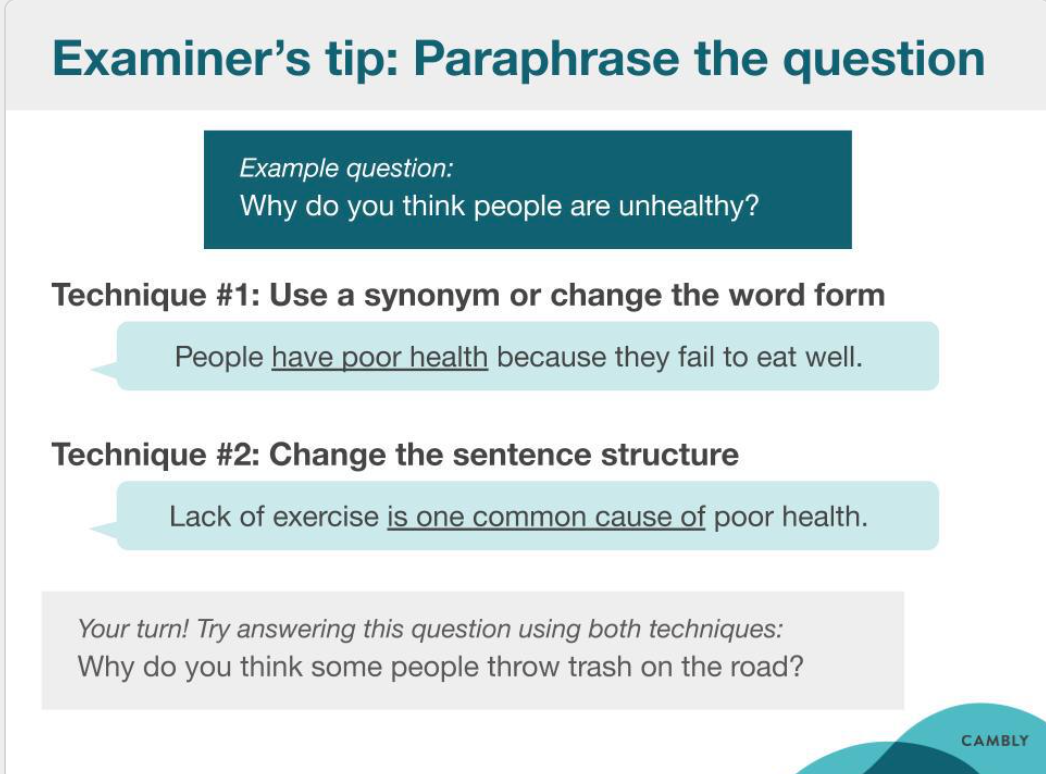 Examiner’s tip: Paraphrase the question
Example question:
Why do you think people are unhealthy?
Technique #1: Use a synonym or change the word form
People have poor health because they fail to eat well.
Technique #2: Change the sentence structure
Lack of exercise is one common cause of poor health.
Your turn! Try answering this question using both techniques:
Why do you think some people throw trash on the road?
CAMBLY